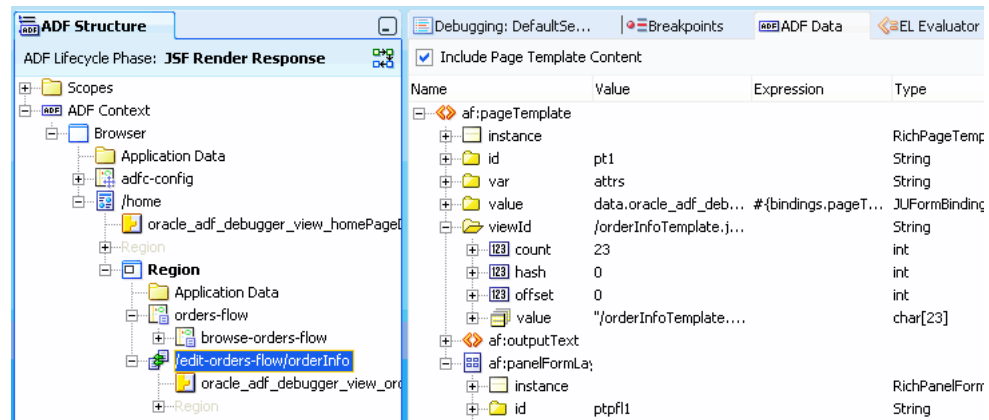 ADF Structure
ADF Lifecycle Phase: JSF Render Response
Scopes
ADF Context
Browser
Application Data
adfc-config
/home
oracle_adf_debugger_view_homePageD
Region
Region
Application Data
orders-flow
browse-orders-flow
/edit-orders-flow/orderInfo
oracle_adf_debugger_view_ord
Region
Debugging: DefaultSe... Breakpoints ADF Data EL Evaluator
Include Page Template Content
Name Value Expression Type
af:pageTemplate
instance RichPageTemp
id pt1 String
var attrs String
value data.oracle_adf_deb... #{bindings.pageT... JUFormBinding
viewId /orderInfoTemplate.j... String
123 count 23 int
123 hash 0 int
123 offset 0 int
value "/orderInfoTemplate.... char[23]
af:outputText
af:panelFormLay
instance RichPanelForm
id ptpfl1 String